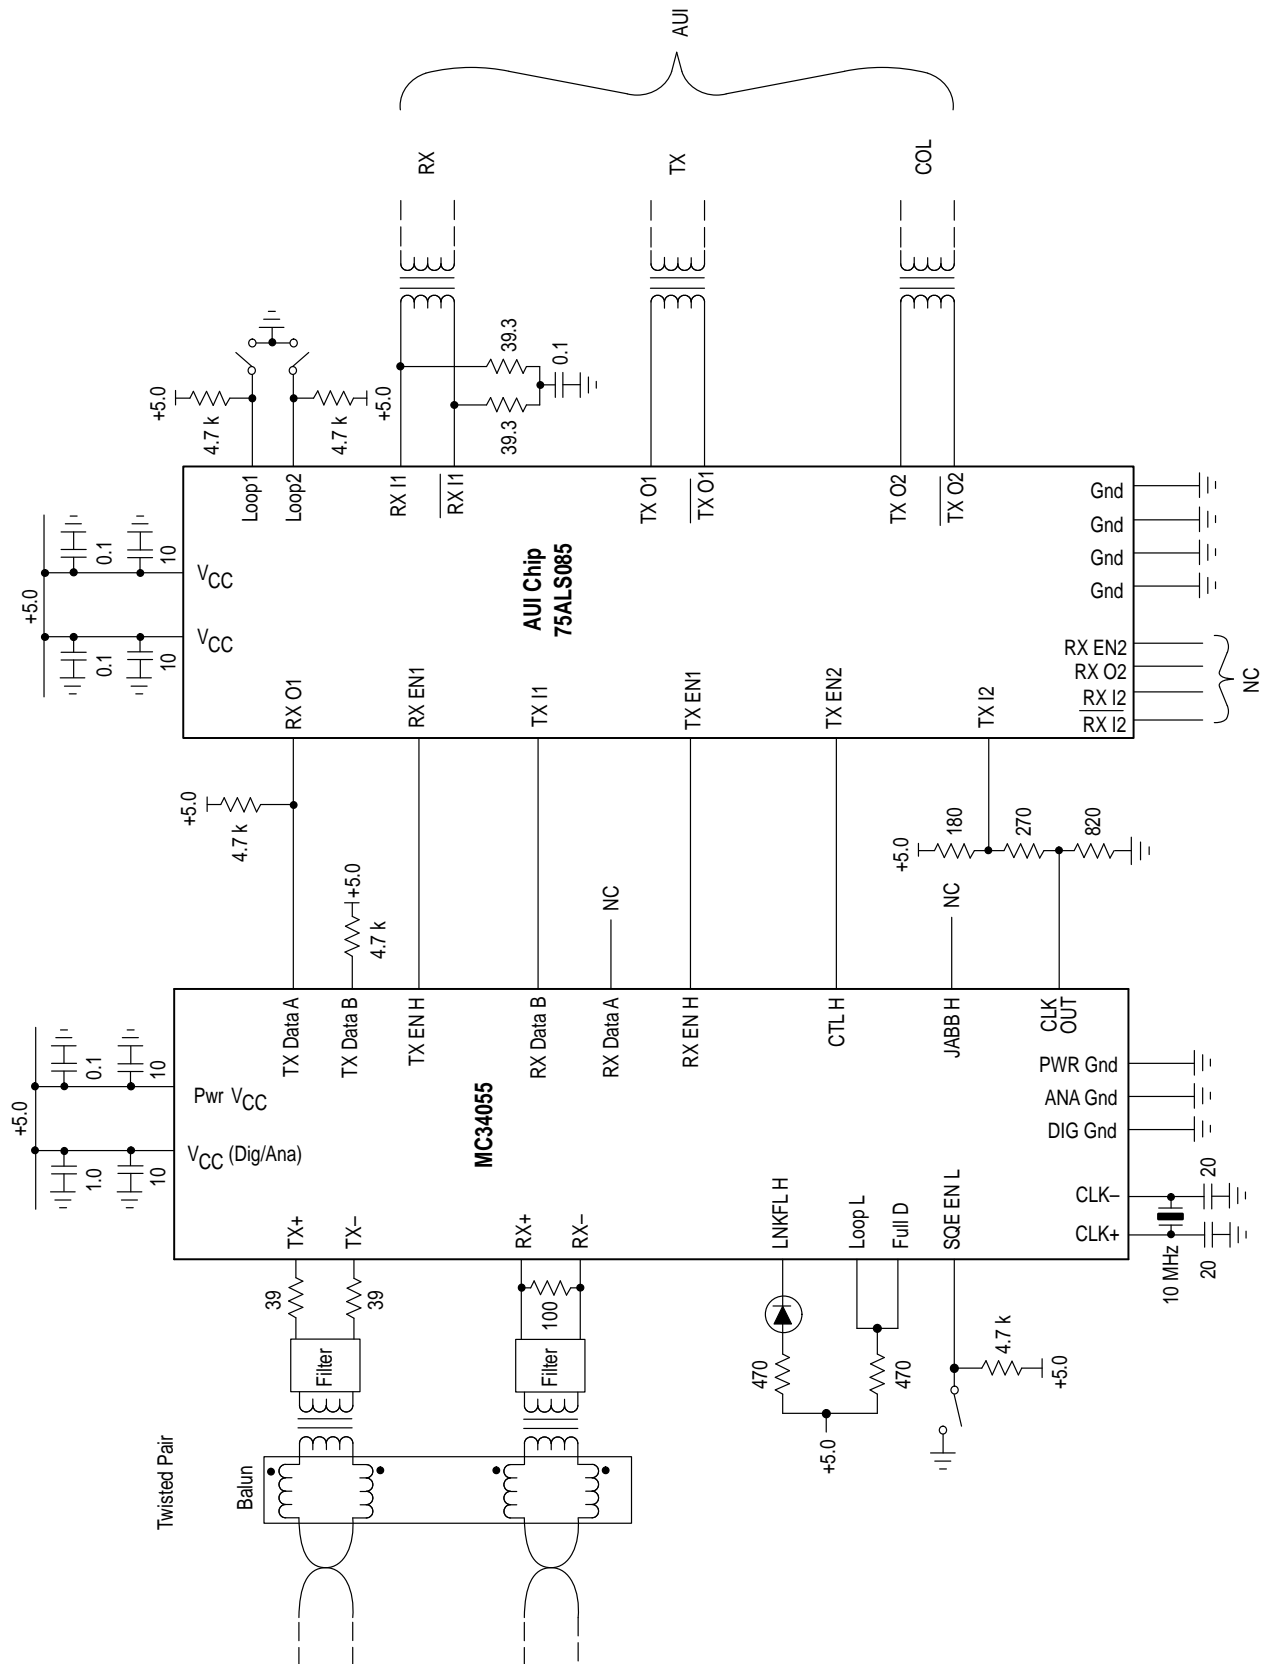 AUI
RX
TX
COL
+5.0
4.7 k
4.7 k
+5.0
39.3
39.3
0.1
+5.0
0.1
10
0.1
10
VCC
VCC
Loop1
Loop2
RX I1
RX I1
TX O1
TX O1
TX O2
TX O2
AUI Chip
75ALS085
Gnd
Gnd
Gnd
Gnd
RX EN2
RX O2
RX I2
RX I2
NC
RX O1
RX EN1
TX I1
TX EN1
TX EN2
TX I2
+5.0
4.7 k
+5.0
4.7 k
NC
NC
+5.0
180
270
820
+5.0
0.1
10
1.0
10
Pwr VCC
VCC (Dig/Ana)
TX Data A
TX Data B
TX EN H
RX Data B
RX Data A
RX EN H
CTL H
JABB H
CLK
OUT
MC34055
PWR Gnd
ANA Gnd
DIG Gnd
CLK–
CLK+
20
20
10 MHz
TX+
TX–
RX+
RX–
LNKFL H
Loop L
Full D
SQE EN L
39
39
100
Filter
Filter
470
470
+5.0
4.7 k
+5.0
Balun
Twisted Pair